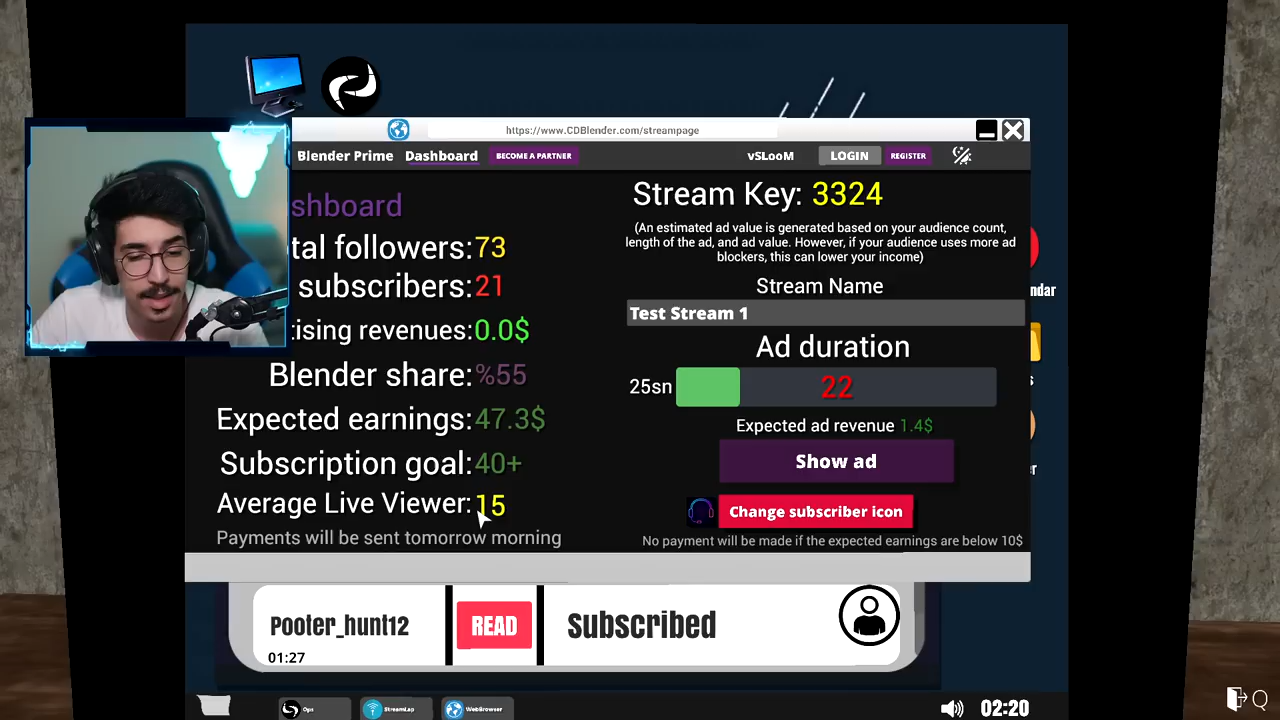 https://www.CDBlender.com/streampage
Blender Prime Dashboard BECOME A PARTNER vSLooM LOGIN REGISTER
shboard
tal followers:73
subscribers:21
tising revenues:0.0$
Blender share:%55
Expected earnings:47.3$
Subscription goal:40+
Average Live Viewer:15
Payments will be sent tomorrow morning
Stream Key: 3324
(An estimated ad value is generated based on your audience count,
length of the ad, and ad value. However, if your audience uses more ad
blockers, this can lower your income)
Stream Name
Test Stream 1
Ad duration
25sn 22
Expected ad revenue 1.4$
Show ad
Change subscriber icon
No payment will be made if the expected earnings are below 10$
ndar
s
r
Pooter_hunt12 READ Subscribed
01:27
Ops StreamLap WebBrowser 02:20
Q